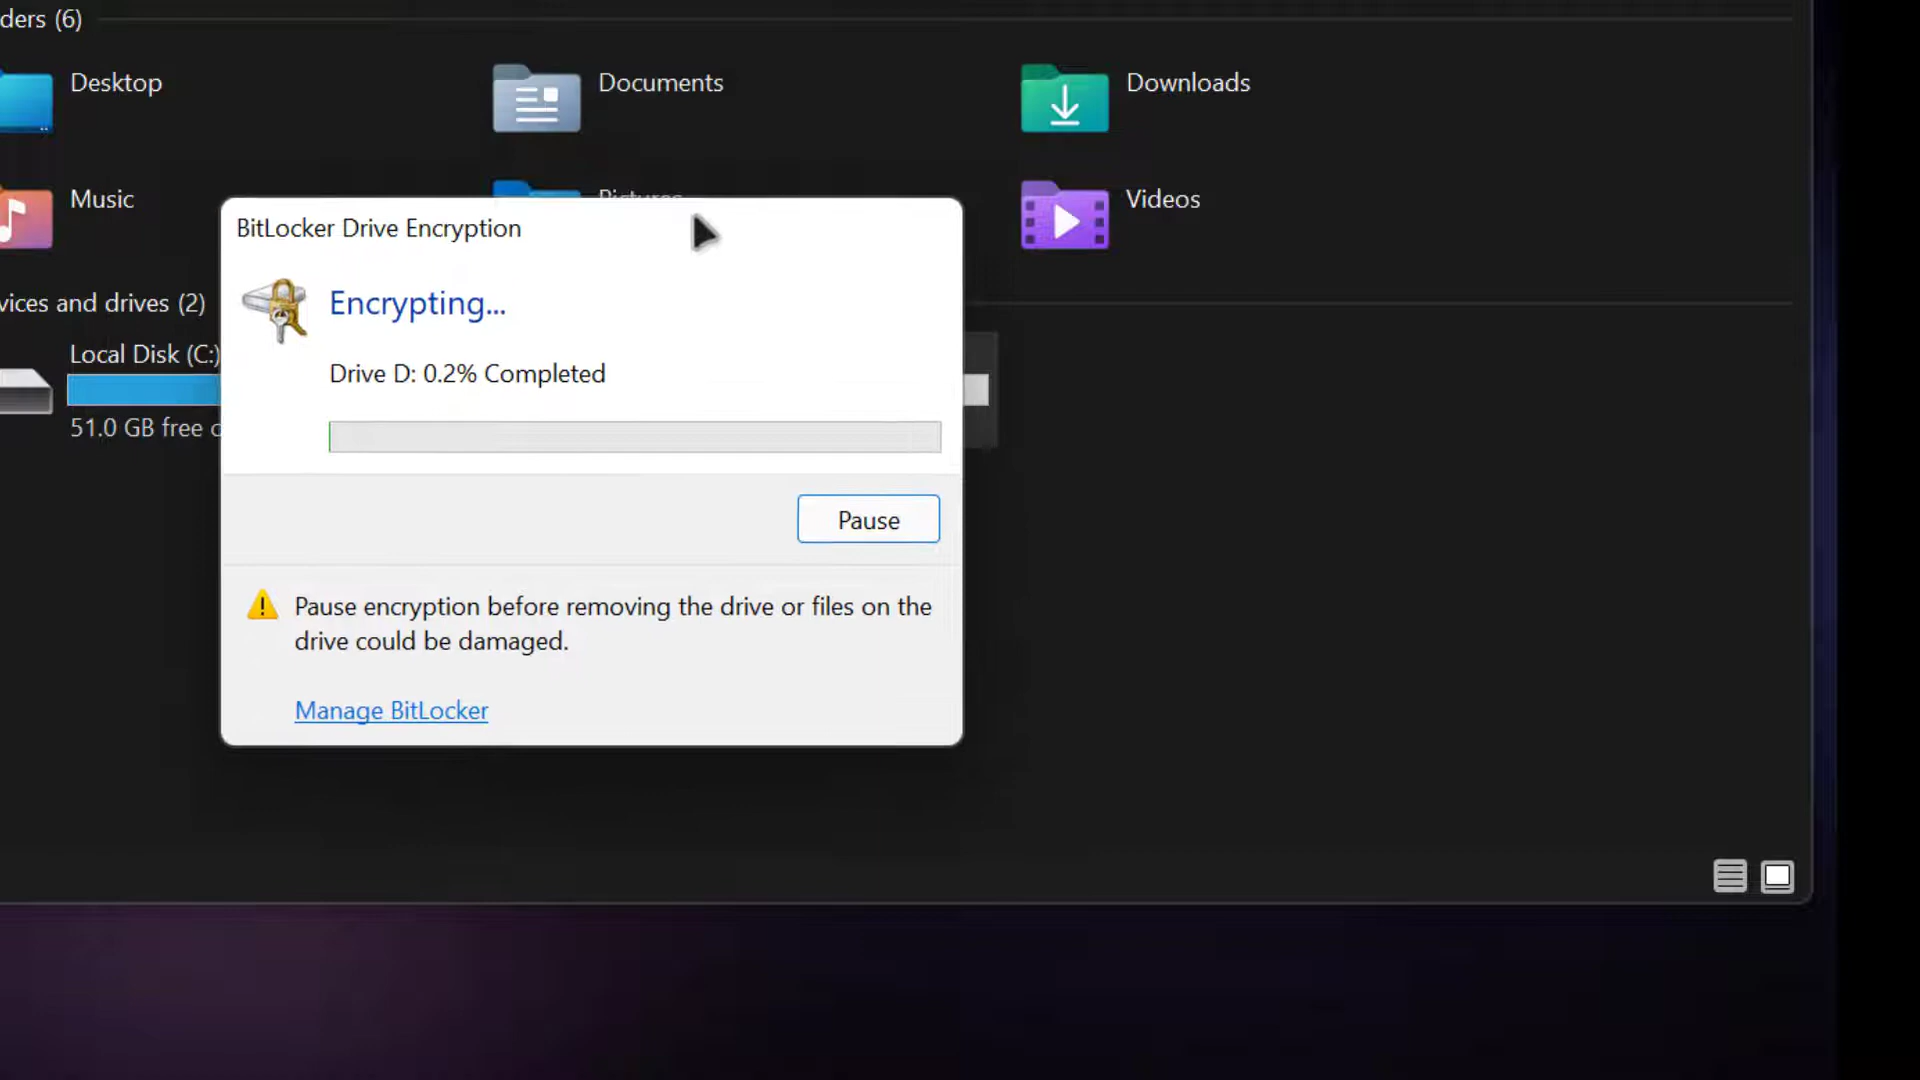 ders (6)
Desktop
Documents
Downloads
Music
Pictures
Videos
BitLocker Drive Encryption
Encrypting...
vices and drives (2)
Local Disk (C:)
Drive D: 0.2% Completed
51.0 GB free
Pause
Pause encryption before removing the drive or files on the
drive could be damaged.
Manage BitLocker